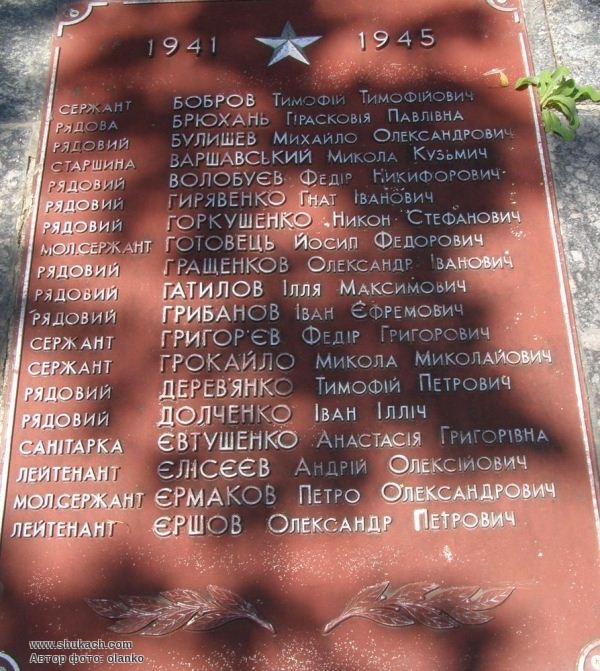 1941 1945
СЕРЖАНТ БОБРОВ ТИМОФІЙ ТИМОФІЙОВИЧ
РЯДОВА БРЮХАНЬ ГІРАСКОВІЯ ПАВЛІВНА
РЯДОВИЙ БУЛИШЕВ МИХАЙЛО ОЛЕКСАНДРОВИЧ
СТАРШИНА ВАРШАВСЬКИЙ МИКОЛА КУЗЬМИЧ
РЯДОВИЙ ВОЛОБУЄВ ФЕДІР НИКИФОРОВИЧ
РЯДОВИЙ ГИРЯВЕНКО ГНАТ ІВАНОВИЧ
РЯДОВИЙ ГОРКУШЕНКО НИКОН СТЕФАНОВИЧ
МОЛ.СЕРЖАНТ ГОТОВЕЦЬ ЙОСИП ФЕДОРОВИЧ
РЯДОВИЙ ГРАЩЕНКОВ ОЛЕКСАНДР ІВАНОВИЧ
РЯДОВИЙ ГАТИЛОВ ІЛЛЯ МАКСИМОВИЧ
РЯДОВИЙ ГРИБАНОВ ІВАН ЄФРЕМОВИЧ
СЕРЖАНТ ГРИГОР'ЄВ ФЕДІР ГРИГОРОВИЧ
СЕРЖАНТ ГРОКАЙЛО МИКОЛА МИКОЛАЙОВИЧ
РЯДОВИЙ ДЕРЕВ'ЯНКО ТИМОФІЙ ПЕТРОВИЧ
РЯДОВИЙ ДОЛЧЕНКО ІВАН ІЛЛІЧ
САНІТАРКА ЄВТУШЕНКО АНАСТАСІЯ ГРИГОРІВНА
ЛЕЙТЕНАНТ ЄЛІСЄЄВ АНДРІЙ ОЛЕКСІЙОВИЧ
МОЛ.СЕРЖАНТ ЄРМАКОВ ПЕТРО ОЛЕКСАНДРОВИЧ
ЛЕЙТЕНАНТ ЄРШОВ ОЛЕКСАНДР ПЕТРОВИЧ
www.shukach.com
Автор фото: olanko